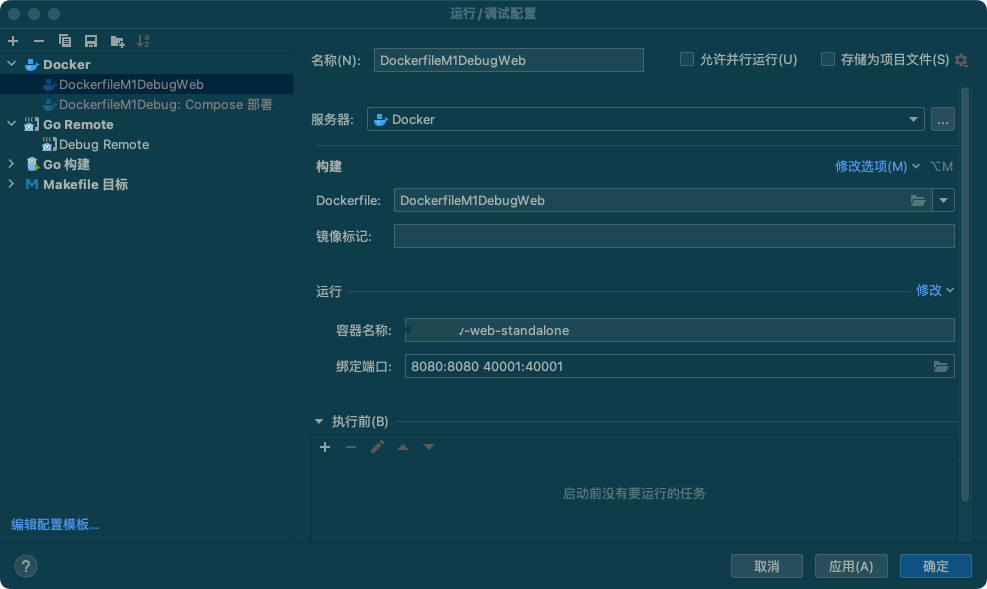 运行/调试配置
Docker
DockerfileM1DebugWeb
DockerfileM1Debug: Compose 部署
Go Remote
Debug Remote
Go 构建
Makefile 目标
编辑配置模板...
名称(N): DockerfileM1DebugWeb 允许并行运行(U) 存储为项目文件(S)
服务器: Docker ...
构建 修改选项(M) ⌥M
Dockerfile: DockerfileM1DebugWeb
镜像标记:
运行 修改
容器名称: -web-standalone
绑定端口: 8080:8080 40001:40001
执行前(B)
启动前没有要运行的任务
? 取消 应用(A) 确定